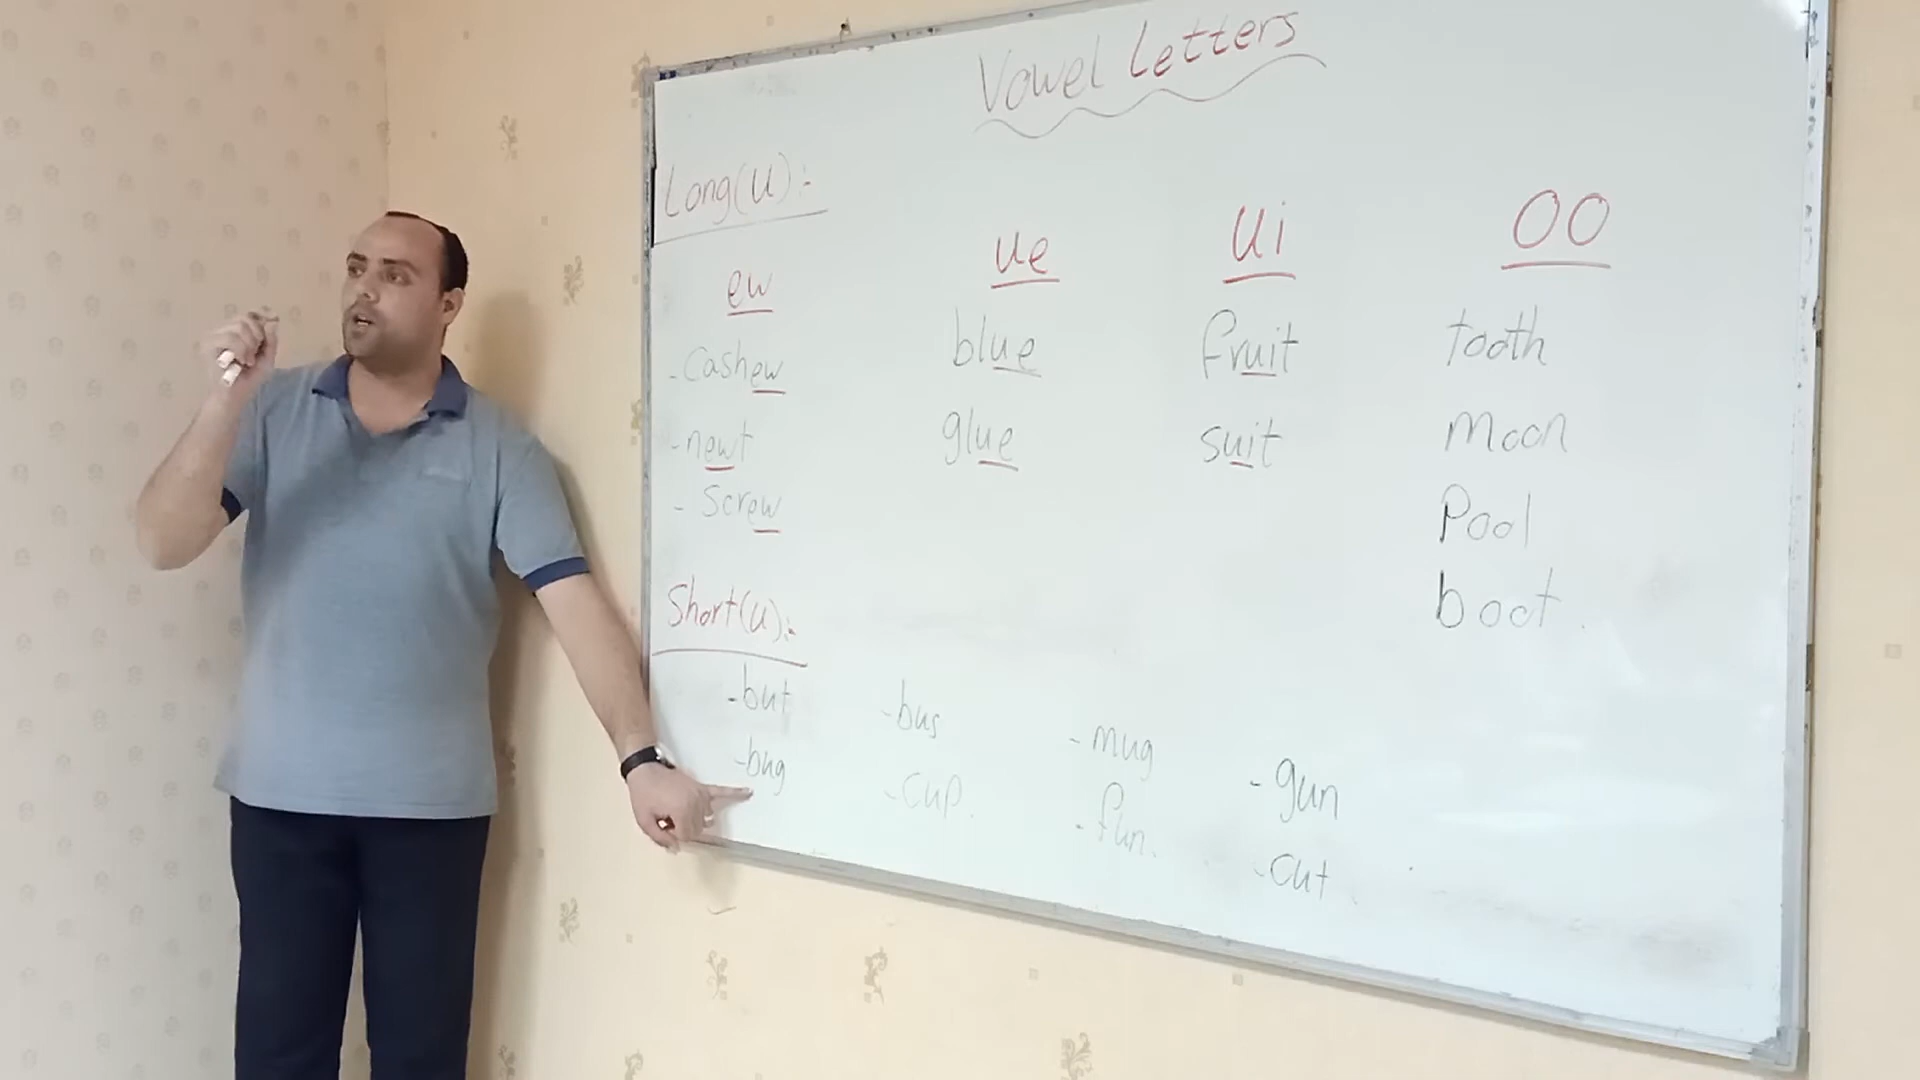 Vowel Letters
Long(u):-
ew ue ui oo
-cashew blue fruit tooth
-newt glue suit moon
- screw Pool
boot.
Short(u):-
-but -bus -mug -gun
-bug -cup. -fun. -cut